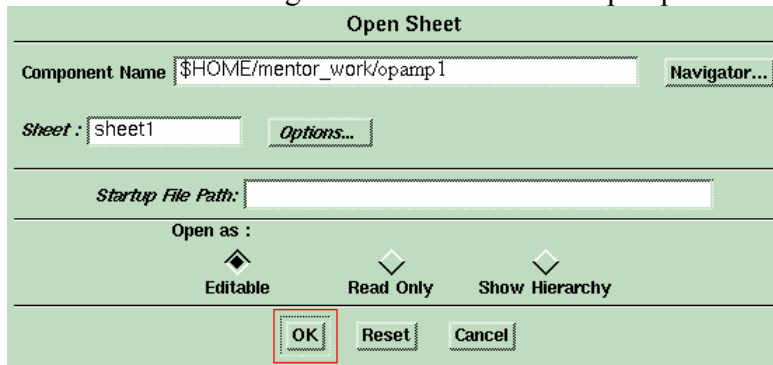 Open Sheet
Component Name $HOME/mentor_work/opamp1 Navigator...
Sheet : sheet1 Options...
Startup File Path:
Open as :
Editable Read Only Show Hierarchy
OK Reset Cancel